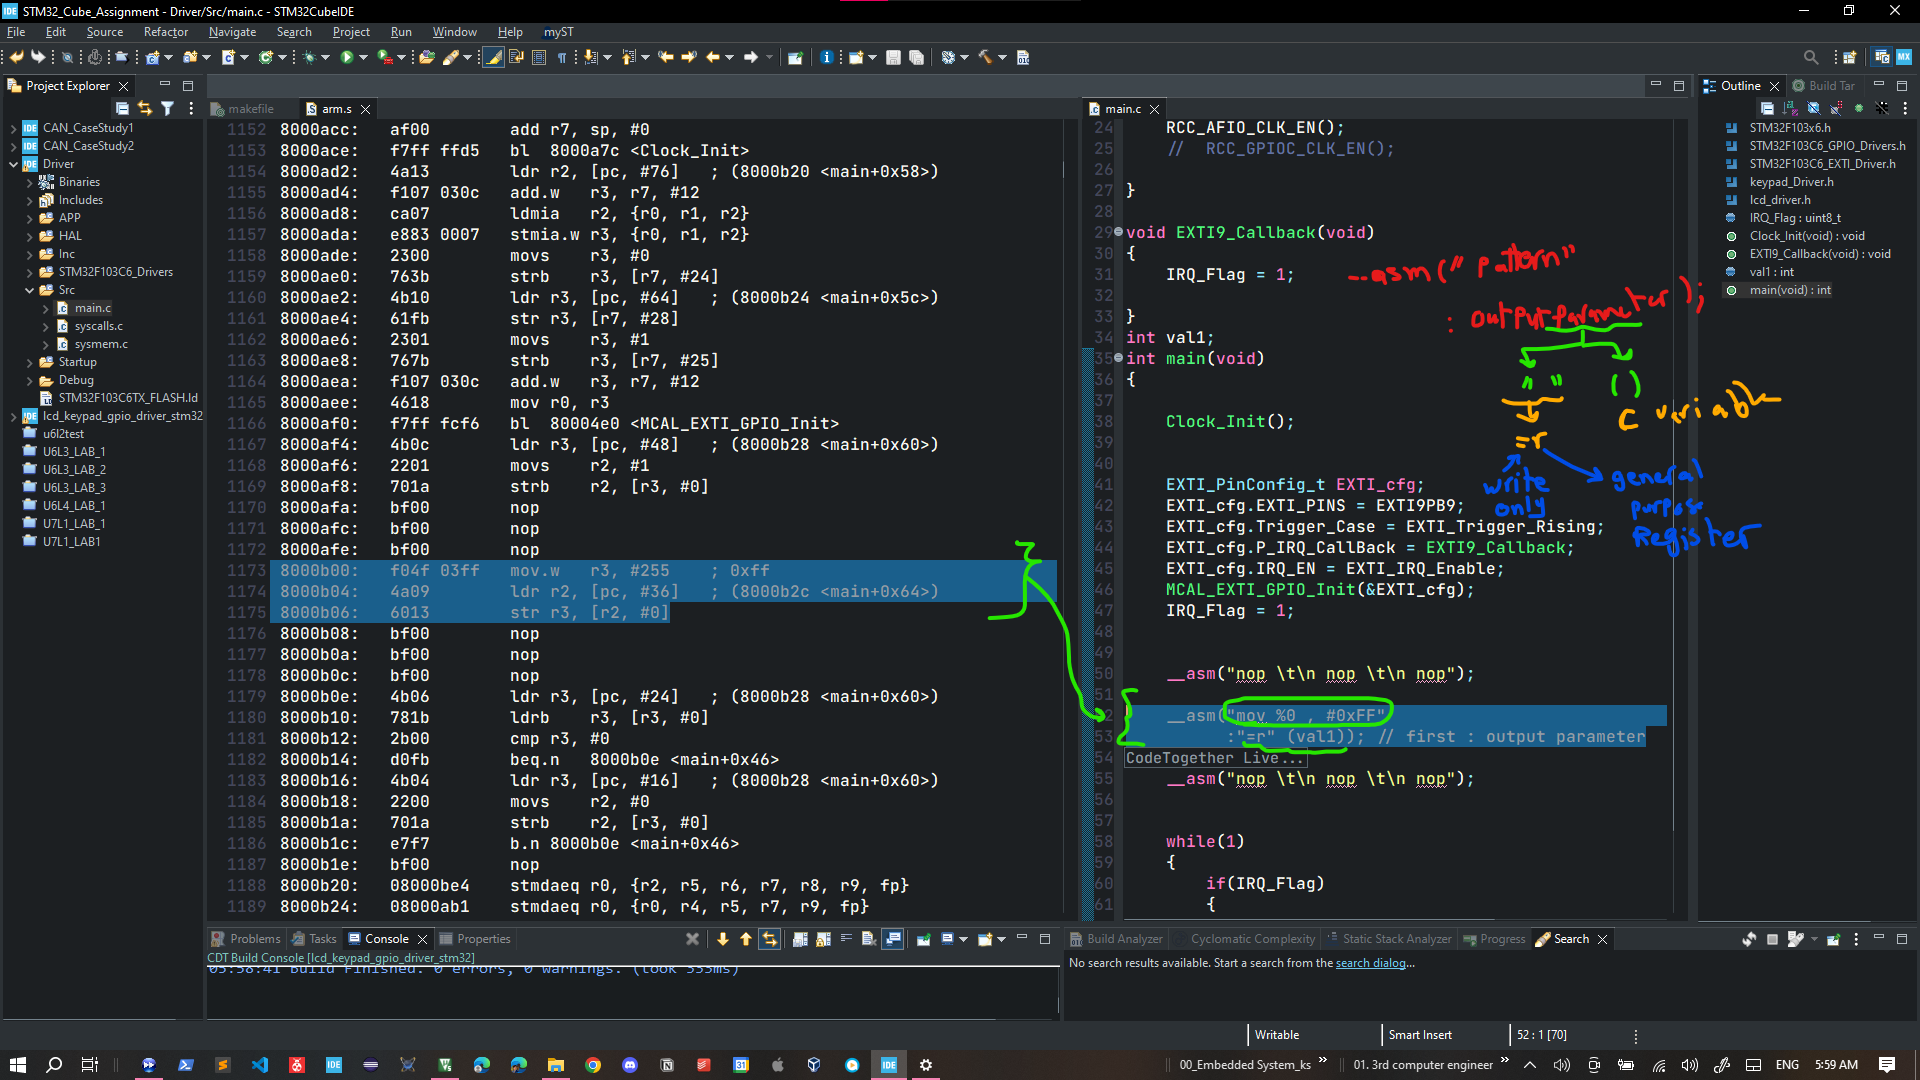 STM32_Cube_Assignment - Driver/Src/main.c - STM32CubeIDE
File Edit Source Refactor Navigate Search Project Run Window Help myST
Project Explorer
CAN_CaseStudy1
CAN_CaseStudy2
Driver
Binaries
Includes
APP
HAL
Inc
STM32F103C6_Drivers
Src
main.c
syscalls.c
sysmem.c
Startup
Debug
STM32F103C6TX_FLASH.ld
lcd_keypad_gpio_driver_stm32
u6l2test
U6L3_LAB_1
U6L3_LAB_2
U6L3_LAB_3
U6L4_LAB_1
U7L1_LAB_1
U7L1_LAB1
makefile arm.s
1152 8000acc: af00 add r7, sp, #0
1153 8000ace: f7ff ffd5 bl 8000a7c <Clock_Init>
1154 8000ad2: 4a13 ldr r2, [pc, #76] ; (8000b20 <main+0x58>)
1155 8000ad4: f107 030c add.w r3, r7, #12
1156 8000ad8: ca07 ldmia r2, {r0, r1, r2}
1157 8000ada: e883 0007 stmia.w r3, {r0, r1, r2}
1158 8000ade: 2300 movs r3, #0
1159 8000ae0: 763b strb r3, [r7, #24]
1160 8000ae2: 4b10 ldr r3, [pc, #64] ; (8000b24 <main+0x5c>)
1161 8000ae4: 61fb str r3, [r7, #28]
1162 8000ae6: 2301 movs r3, #1
1163 8000ae8: 767b strb r3, [r7, #25]
1164 8000aea: f107 030c add.w r3, r7, #12
1165 8000aee: 4618 mov r0, r3
1166 8000af0: f7ff fcf6 bl 80004e0 <MCAL_EXTI_GPIO_Init>
1167 8000af4: 4b0c ldr r3, [pc, #48] ; (8000b28 <main+0x60>)
1168 8000af6: 2201 movs r2, #1
1169 8000af8: 701a strb r2, [r3, #0]
1170 8000afa: bf00 nop
1171 8000afc: bf00 nop
1172 8000afe: bf00 nop
1173 8000b00: f04f 03ff mov.w r3, #255 ; 0xff
1174 8000b04: 4a09 ldr r2, [pc, #36] ; (8000b2c <main+0x64>)
1175 8000b06: 6013 str r3, [r2, #0]
1176 8000b08: bf00 nop
1177 8000b0a: bf00 nop
1178 8000b0c: bf00 nop
1179 8000b0e: 4b06 ldr r3, [pc, #24] ; (8000b28 <main+0x60>)
1180 8000b10: 781b ldrb r3, [r3, #0]
1181 8000b12: 2b00 cmp r3, #0
1182 8000b14: d0fb beq.n 8000b0e <main+0x46>
1183 8000b16: 4b04 ldr r3, [pc, #16] ; (8000b28 <main+0x60>)
1184 8000b18: 2200 movs r2, #0
1185 8000b1a: 701a strb r2, [r3, #0]
1186 8000b1c: e7f7 b.n 8000b0e <main+0x46>
1187 8000b1e: bf00 nop
1188 8000b20: 08000be4 stmdaeq r0, {r2, r5, r6, r7, r8, r9, fp}
1189 8000b24: 08000ab1 stmdaeq r0, {r0, r4, r5, r7, r9, fp}
main.c
24 RCC_AFIO_CLK_EN();
25 // RCC_GPIOC_CLK_EN();
26
27 }
28
29 void EXTI9_Callback(void)
30 {
31 IRQ_Flag = 1;
32
33 }
34 int val1;
35 int main(void)
36 {
37
38 Clock_Init();
39
40
41 EXTI_PinConfig_t EXTI_cfg;
42 EXTI_cfg.EXTI_PINS = EXTI9PB9;
43 EXTI_cfg.Trigger_Case = EXTI_Trigger_Rising;
44 EXTI_cfg.P_IRQ_CallBack = EXTI9_Callback;
45 EXTI_cfg.IRQ_EN = EXTI_IRQ_Enable;
46 MCAL_EXTI_GPIO_Init(&EXTI_cfg);
47 IRQ_Flag = 1;
48
49
50 __asm("nop \t\n nop \t\n nop");
51
2 __asm("mov %0 , #0xFF"
53 :"=r" (val1)); // first : output parameter
54 CodeTogether Live...
55 __asm("nop \t\n nop \t\n nop");
56
57
58 while(1)
59 {
60 if(IRQ_Flag)
61 {
__asm(" pattern"
: output parameter );
" " ( )
C veriable
=r
write only
general purpose Register
Outline Build Tar
STM32F103x6.h
STM32F103C6_GPIO_Drivers.h
STM32F103C6_EXTI_Driver.h
keypad_Driver.h
lcd_driver.h
IRQ_Flag : uint8_t
Clock_Init(void) : void
EXTI9_Callback(void) : void
val1 : int
main(void) : int
Problems Tasks Console Properties
CDT Build Console [lcd_keypad_gpio_driver_stm32]
05:58:41 Build Finished. 0 errors, 0 warnings. (took 333ms)
Build Analyzer Cyclomatic Complexity Static Stack Analyzer Progress Search
No search results available. Start a search from the search dialog...
Writable Smart Insert 52 : 1 [70]
00_Embedded System_ks 01. 3rd computer engineer ENG 5:59 AM